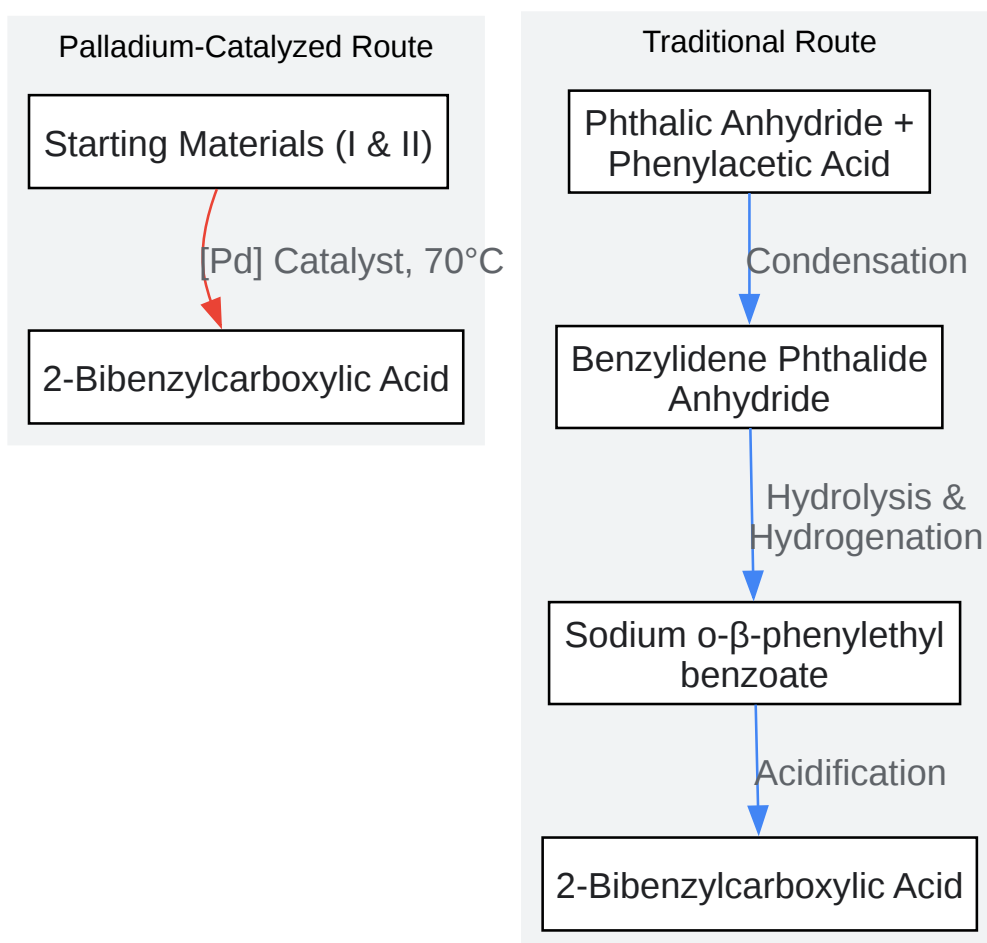 Palladium-Catalyzed Route
Starting Materials (I & II)
[Pd] Catalyst, 70°C
2-Bibenzylcarboxylic Acid
Traditional Route
Phthalic Anhydride +
Phenylacetic Acid
Condensation
Benzylidene Phthalide
Anhydride
Hydrolysis &
Hydrogenation
Sodium o-β-phenylethyl
benzoate
Acidification
2-Bibenzylcarboxylic Acid